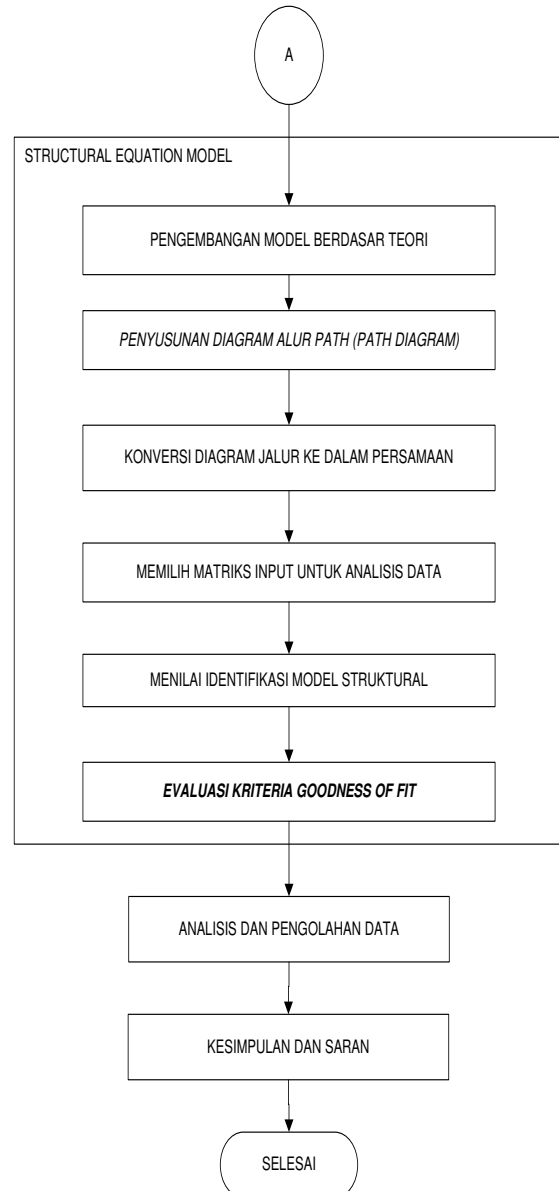 A
STRUCTURAL EQUATION MODEL
PENGEMBANGAN MODEL BERDASAR TEORI
PENYUSUNAN DIAGRAM ALUR PATH (PATH DIAGRAM)
KONVERSI DIAGRAM JALUR KE DALAM PERSAMAAN
MEMILIH MATRIKS INPUT UNTUK ANALISIS DATA
MENILAI IDENTIFIKASI MODEL STRUKTURAL
EVALUASI KRITERIA GOODNESS OF FIT
ANALISIS DAN PENGOLAHAN DATA
KESIMPULAN DAN SARAN
SELESAI